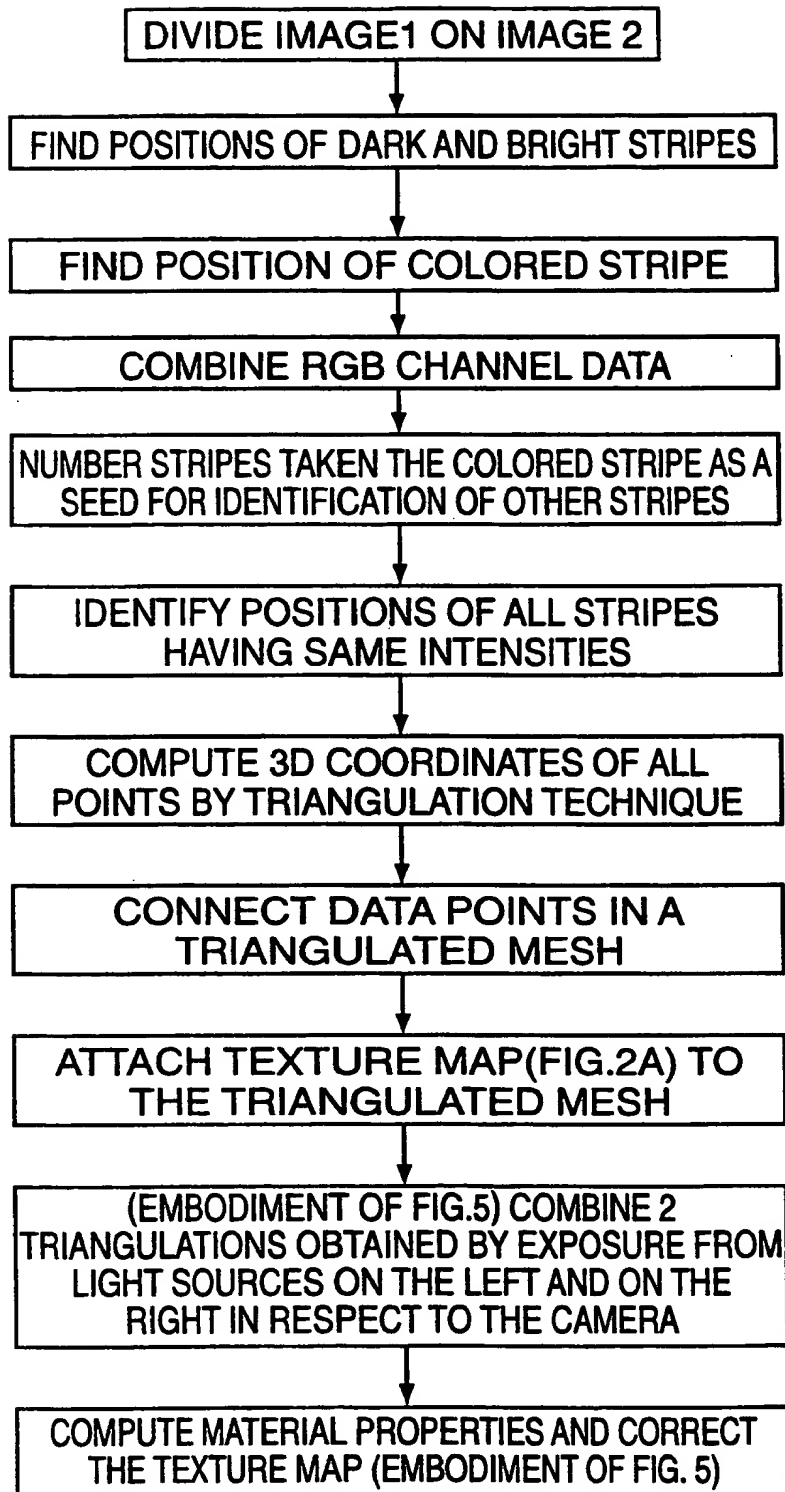 DIVIDE IMAGE1 ON IMAGE 2
FIND POSITIONS OF DARK AND BRIGHT STRIPES
FIND POSITION OF COLORED STRIPE
COMBINE RGB CHANNEL DATA
NUMBER STRIPES TAKEN THE COLORED STRIPE AS A
SEED FOR IDENTIFICATION OF OTHER STRIPES
IDENTIFY POSITIONS OF ALL STRIPES
HAVING SAME INTENSITIES
COMPUTE 3D COORDINATES OF ALL
POINTS BY TRIANGULATION TECHNIQUE
CONNECT DATA POINTS IN A
TRIANGULATED MESH
ATTACH TEXTURE MAP(FIG.2A) TO
THE TRIANGULATED MESH
(EMBODIMENT OF FIG.5) COMBINE 2
TRIANGULATIONS OBTAINED BY EXPOSURE FROM
LIGHT SOURCES ON THE LEFT AND ON THE
RIGHT IN RESPECT TO THE CAMERA
COMPUTE MATERIAL PROPERTIES AND CORRECT
THE TEXTURE MAP (EMBODIMENT OF FIG. 5)